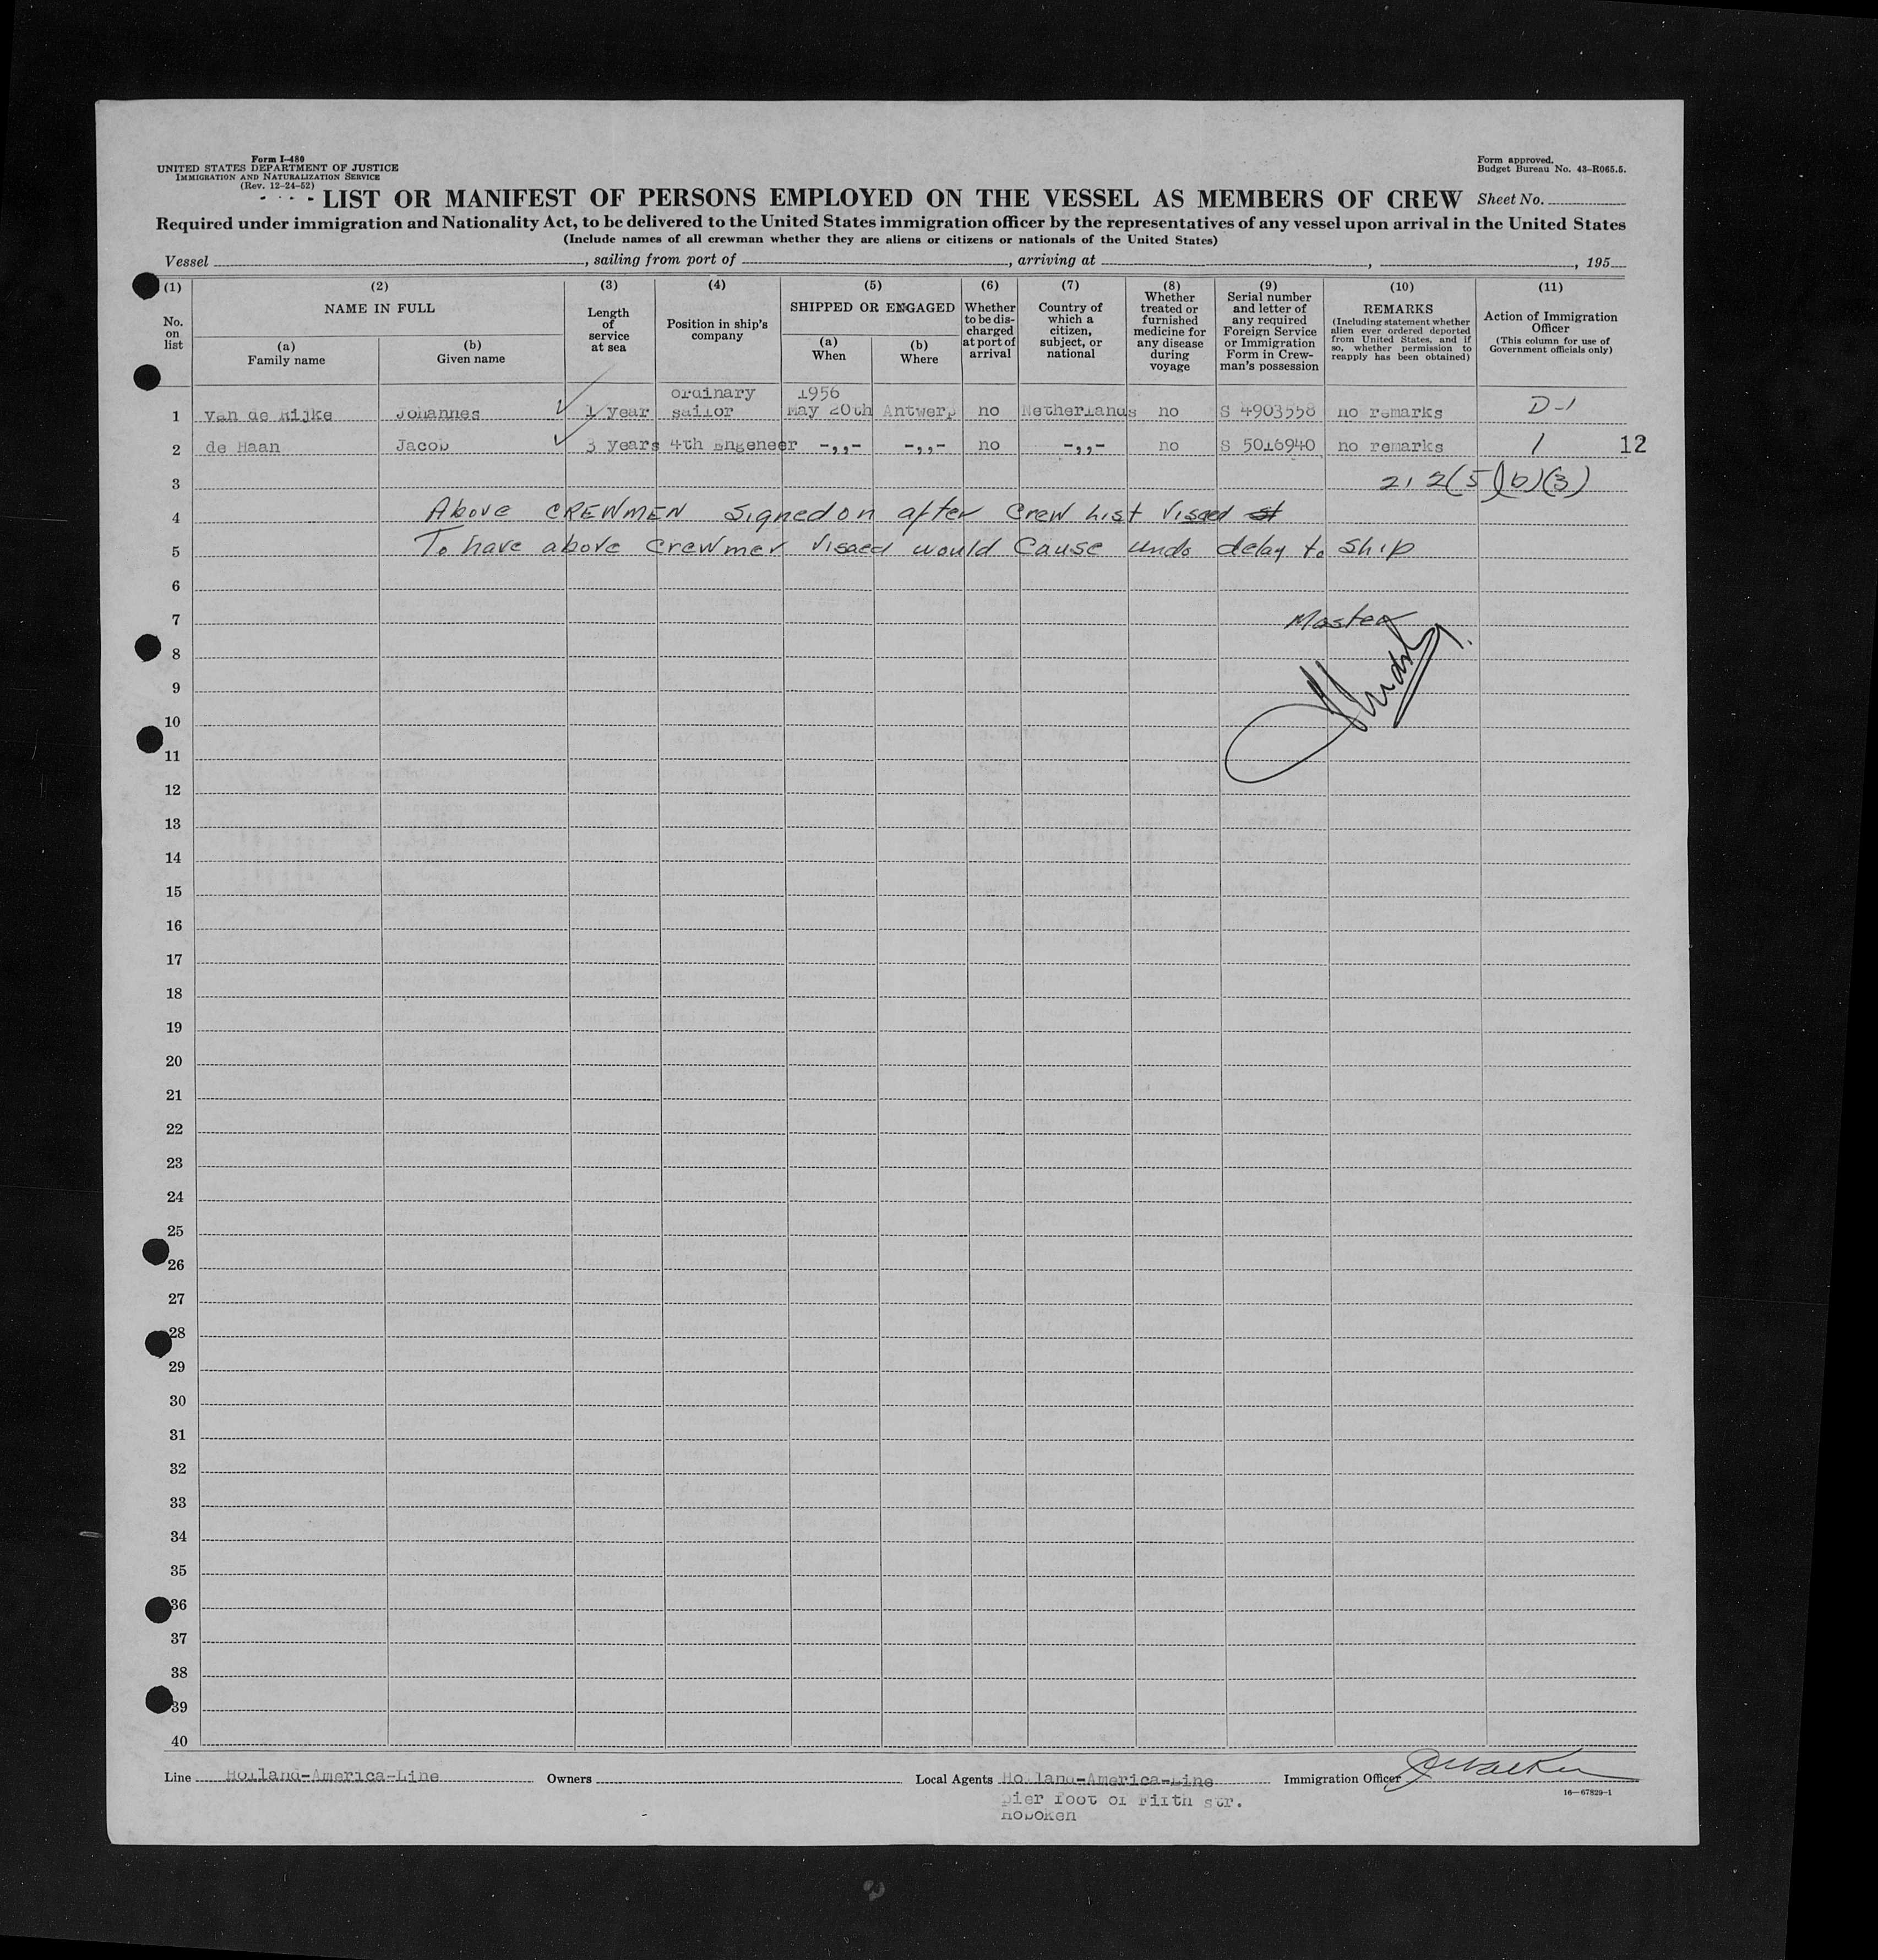 Form I-480
UNITED STATES DEPARTMENT OF JUSTICE
IMMIGRATION AND NATURALIZATION SERVICE
(Rev. 12-24-52)
Form approved.
Budget Bureau No. 43-R065.5.
LIST OR MANIFEST OF PERSONS EMPLOYED ON THE VESSEL AS MEMBERS OF CREW Sheet No.
Required under immigration and Nationality Act, to be delivered to the United States immigration officer by the representatives of any vessel upon arrival in the United States
(Include names of all crewman whether they are aliens or citizens or nationals of the United States)
Vessel , sailing from port of , arriving at , , 195
(1) No. on list
(2) NAME IN FULL
(a) Family name
(b) Given name
(3) Length of service at sea
(4) Position in ship's company
(5) SHIPPED OR ENGAGED
(a) When
(b) Where
(6) Whether to be dis-charged at port of arrival
(7) Country of which a citizen, subject, or national
(8) Whether treated or furnished medicine for any disease during voyage
(9) Serial number and letter of any required Foreign Service or Immigration Form in Crew-man's possession
(10) REMARKS (Including statement whether alien ever ordered deported from United States, and if so, whether permission to reapply has been obtained)
(11) Action of Immigration Officer (This column for use of Government officials only)
ordinary 1956
1 van de Rijke Johannes 1 year sailor May 20th Antwerp no Netherlands no S 4903558 no remarks D-1
2 de Haan Jacob 3 years 4th Engeneer -,,- -,,- no -,,- no S 5016940 no remarks / 12
3 212(5)(b)(3)
4 Above CREWMEN signed on after Crew List visaed
5 To have above crewmen visaed would cause undo delay to ship
6
7 Master
8
9
10
11
12
13
14
15
16
17
18
19
20
21
22
23
24
25
26
27
28
29
30
31
32
33
34
35
36
37
38
39
40
Line Holland-America-Line Owners Local Agents Holland-America-Line Immigration Officer
pier foot of Fifth str.
Hoboken
16—67829-1